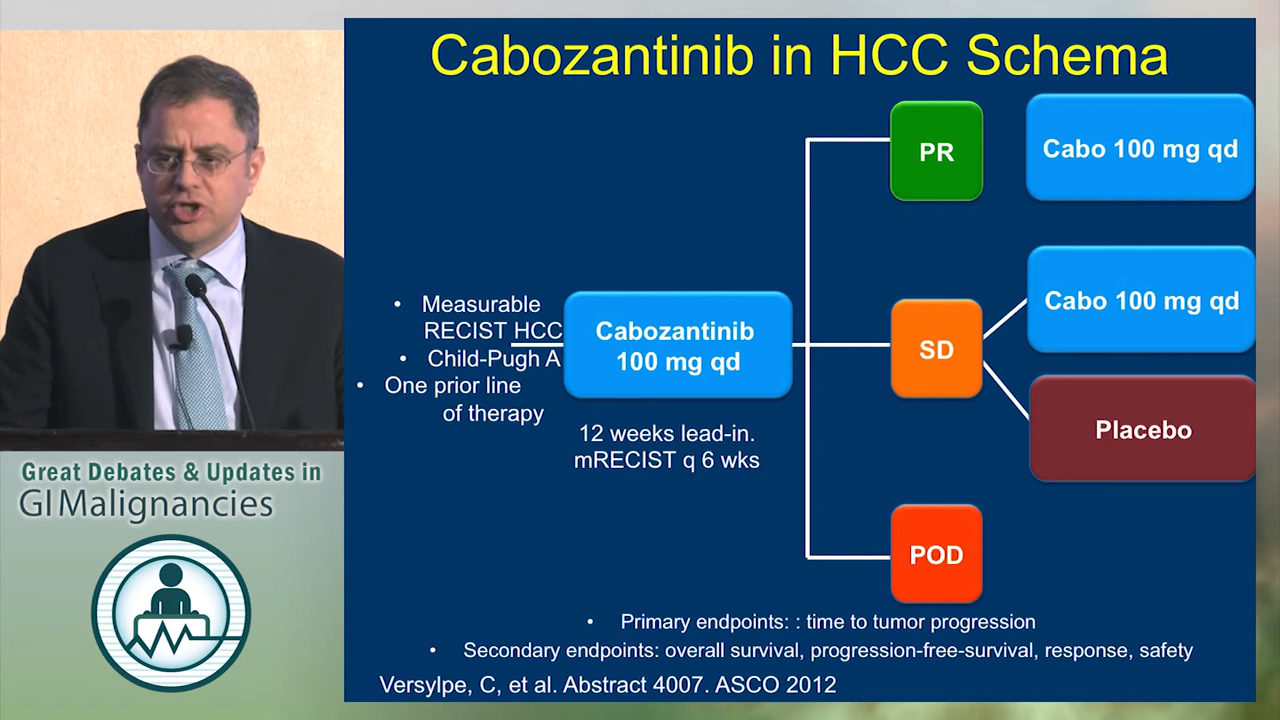 Cabozantinib in HCC Schema
PR
Cabo 100 mg qd
• Measurable
RECIST HCC
• Child-Pugh A
• One prior line
of therapy
Cabozantinib
100 mg qd
12 weeks lead-in.
mRECIST q 6 wks
SD
Cabo 100 mg qd
Placebo
POD
• Primary endpoints: : time to tumor progression
• Secondary endpoints: overall survival, progression-free-survival, response, safety
Versylpe, C, et al. Abstract 4007. ASCO 2012
Great Debates & Updates in
GI Malignancies